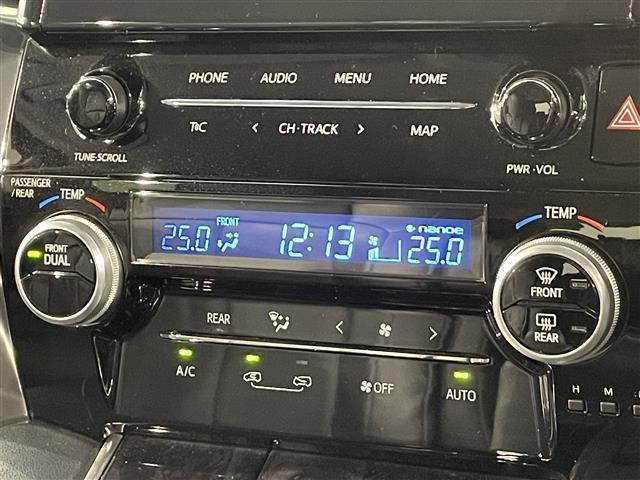 PHONE AUDIO MENU HOME
T®C < CH·TRACK > MAP
TUNE·SCROLL
PWR·VOL
PASSENGER
/REAR
TEMP
TEMP
FRONT
DUAL
25.0 FRONT 12:13 nanoe 25.0
FRONT
REAR
REAR < >
A/C OFF AUTO
H M